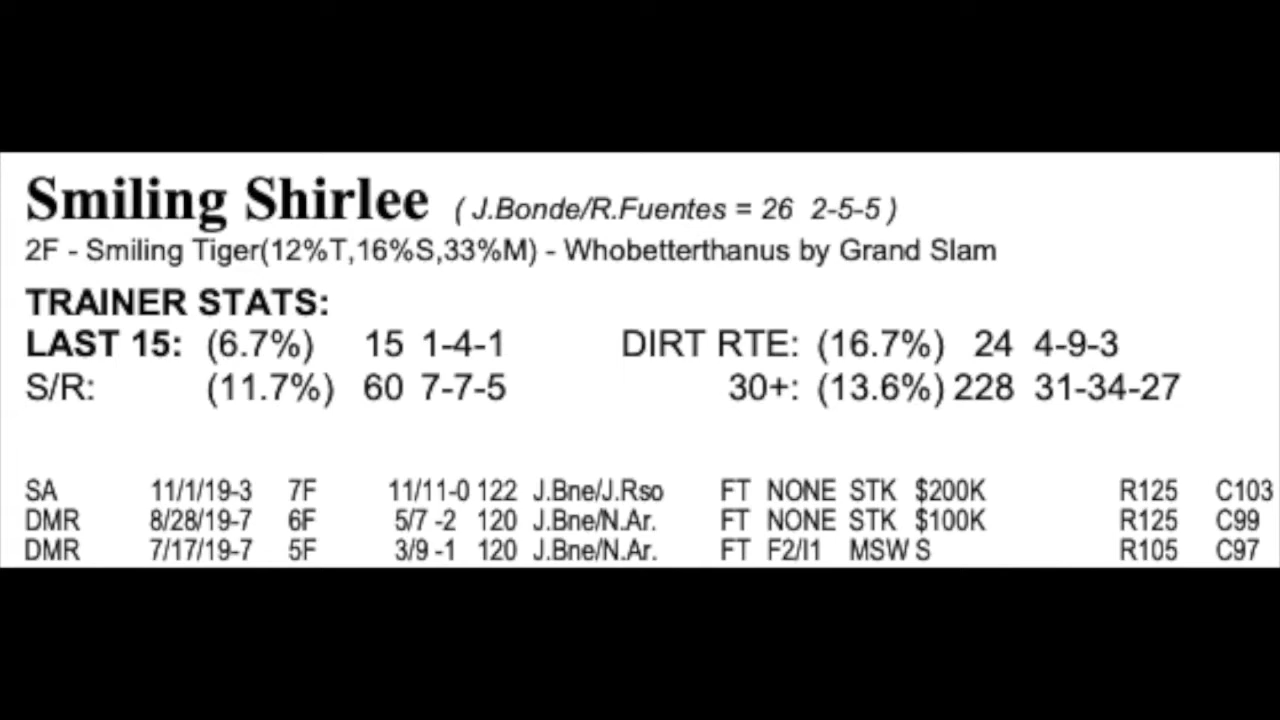 Smiling Shirlee ( J.Bonde/R.Fuentes = 26 2-5-5 )
2F - Smiling Tiger(12%T,16%S,33%M) - Whobetterthanus by Grand Slam
TRAINER STATS:
LAST 15: (6.7%) 15 1-4-1 DIRT RTE: (16.7%) 24 4-9-3
S/R: (11.7%) 60 7-7-5 30+: (13.6%) 228 31-34-27
SA 11/1/19-3 7F 11/11-0 122 J.Bne/J.Rso FT NONE STK $200K R125 C103
DMR 8/28/19-7 6F 5/7 -2 120 J.Bne/N.Ar. FT NONE STK $100K R125 C99
DMR 7/17/19-7 5F 3/9 -1 120 J.Bne/N.Ar. FT F2/I1 MSW S R105 C97